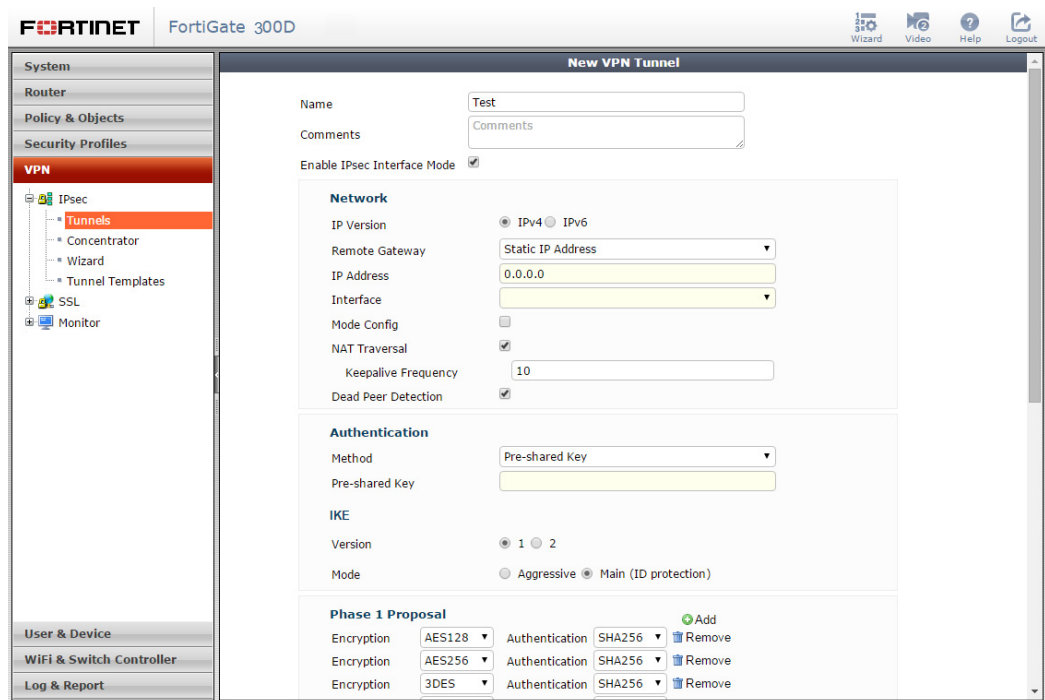 FORTINET
FortiGate 300D
Wizard
Video
Help
Logout
System
Router
Policy & Objects
Security Profiles
VPN
IPsec
Tunnels
Concentrator
Wizard
Tunnel Templates
SSL
Monitor
User & Device
WiFi & Switch Controller
Log & Report
New VPN Tunnel
Name Test
Comments Comments
Enable IPsec Interface Mode
Network
IP Version IPv4 IPv6
Remote Gateway Static IP Address
IP Address 0.0.0.0
Interface
Mode Config
NAT Traversal
Keepalive Frequency 10
Dead Peer Detection
Authentication
Method Pre-shared Key
Pre-shared Key
IKE
Version 1 2
Mode Aggressive Main (ID protection)
Phase 1 Proposal Add
Encryption AES128 Authentication SHA256 Remove
Encryption AES256 Authentication SHA256 Remove
Encryption 3DES Authentication SHA256 Remove